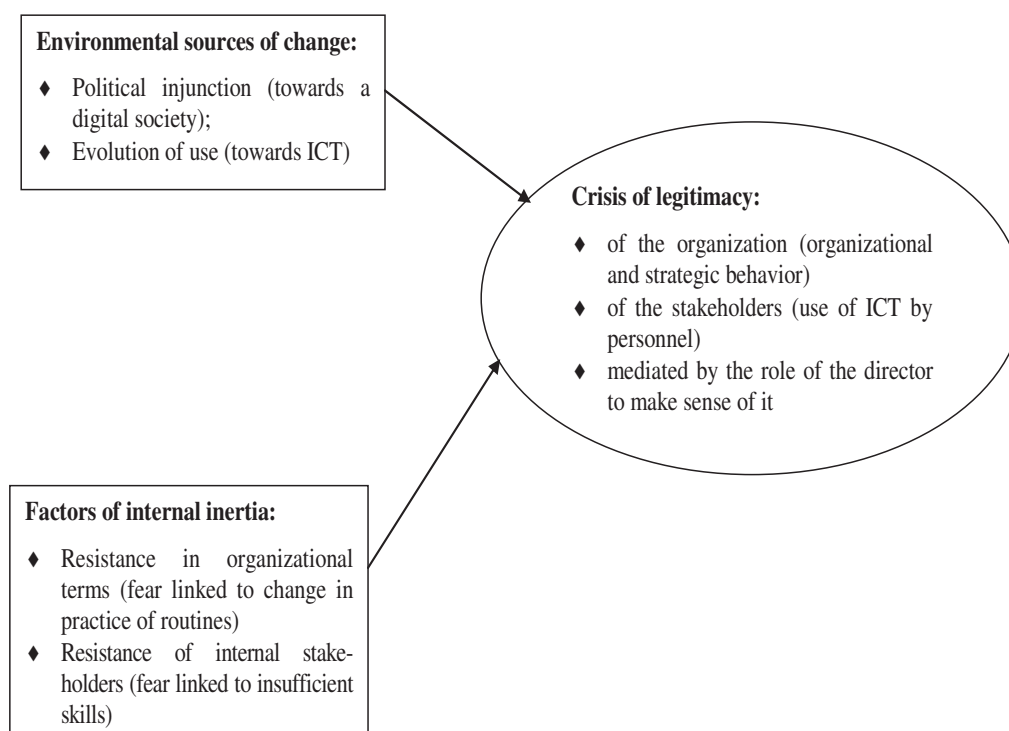 Environmental sources of change:
♦ Political injunction (towards a
digital society);
♦ Evolution of use (towards ICT)
Crisis of legitimacy:
♦ of the organization (organizational
and strategic behavior)
♦ of the stakeholders (use of ICT by
personnel)
♦ mediated by the role of the director
to make sense of it
Factors of internal inertia:
♦ Resistance in organizational
terms (fear linked to change in
practice of routines)
♦ Resistance of internal stake-
holders (fear linked to insufficient
skills)